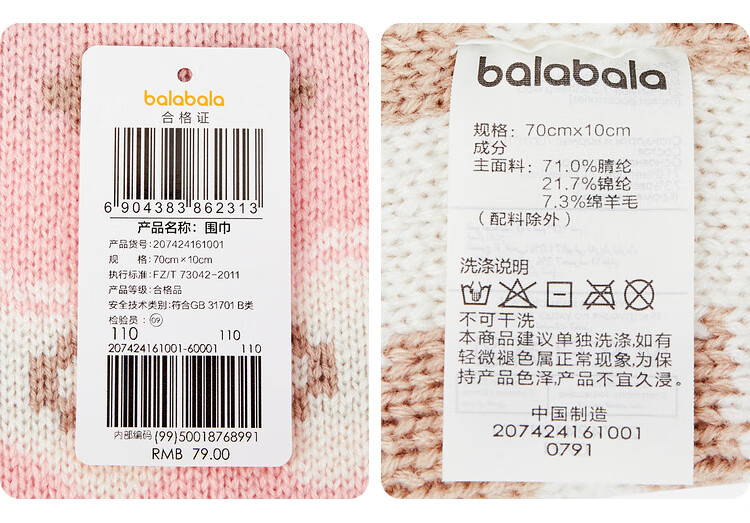 balabala
合格证
6 904383 862313
产品名称：围巾
产品货号:207424161001
规　格:70cm×10cm
执行标准:FZ/T 73042-2011
产品等级:合格品
安全技术类别:符合GB 31701 B类
检验员: 09
110 110
207424161001-60001 110
内部编码 (99)50018768991
RMB 79.00
balabala
规格：70cmx10cm
成分
主面料：71.0%腈纶
21.7%锦纶
7.3%绵羊毛
（配料除外）
洗涤说明
不可干洗
本商品建议单独洗涤,如有
轻微褪色属正常现象,为保
持产品色泽,产品不宜久浸。
中国制造
207424161001
0791